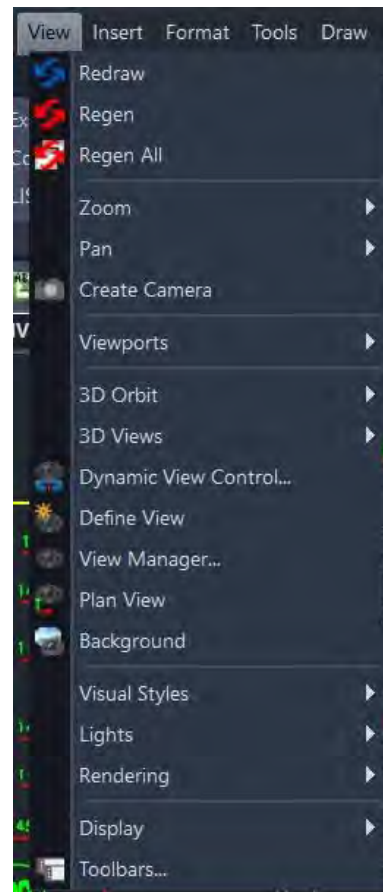 View Insert Format Tools Draw
Redraw
Regen
Regen All
Zoom
Pan
Create Camera
Viewports
3D Orbit
3D Views
Dynamic View Control...
Define View
View Manager...
Plan View
Background
Visual Styles
Lights
Rendering
Display
Toolbars...